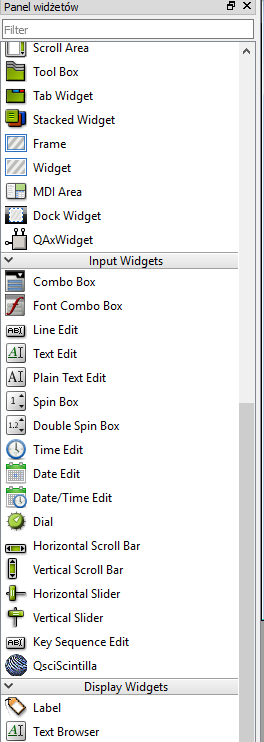 Panel widżetów
Filter
Scroll Area
Tool Box
Tab Widget
Stacked Widget
Frame
Widget
MDI Area
Dock Widget
QAxWidget
Input Widgets
Combo Box
Font Combo Box
Line Edit
Text Edit
Plain Text Edit
Spin Box
Double Spin Box
Time Edit
Date Edit
Date/Time Edit
Dial
Horizontal Scroll Bar
Vertical Scroll Bar
Horizontal Slider
Vertical Slider
Key Sequence Edit
QsciScintilla
Display Widgets
Label
Text Browser